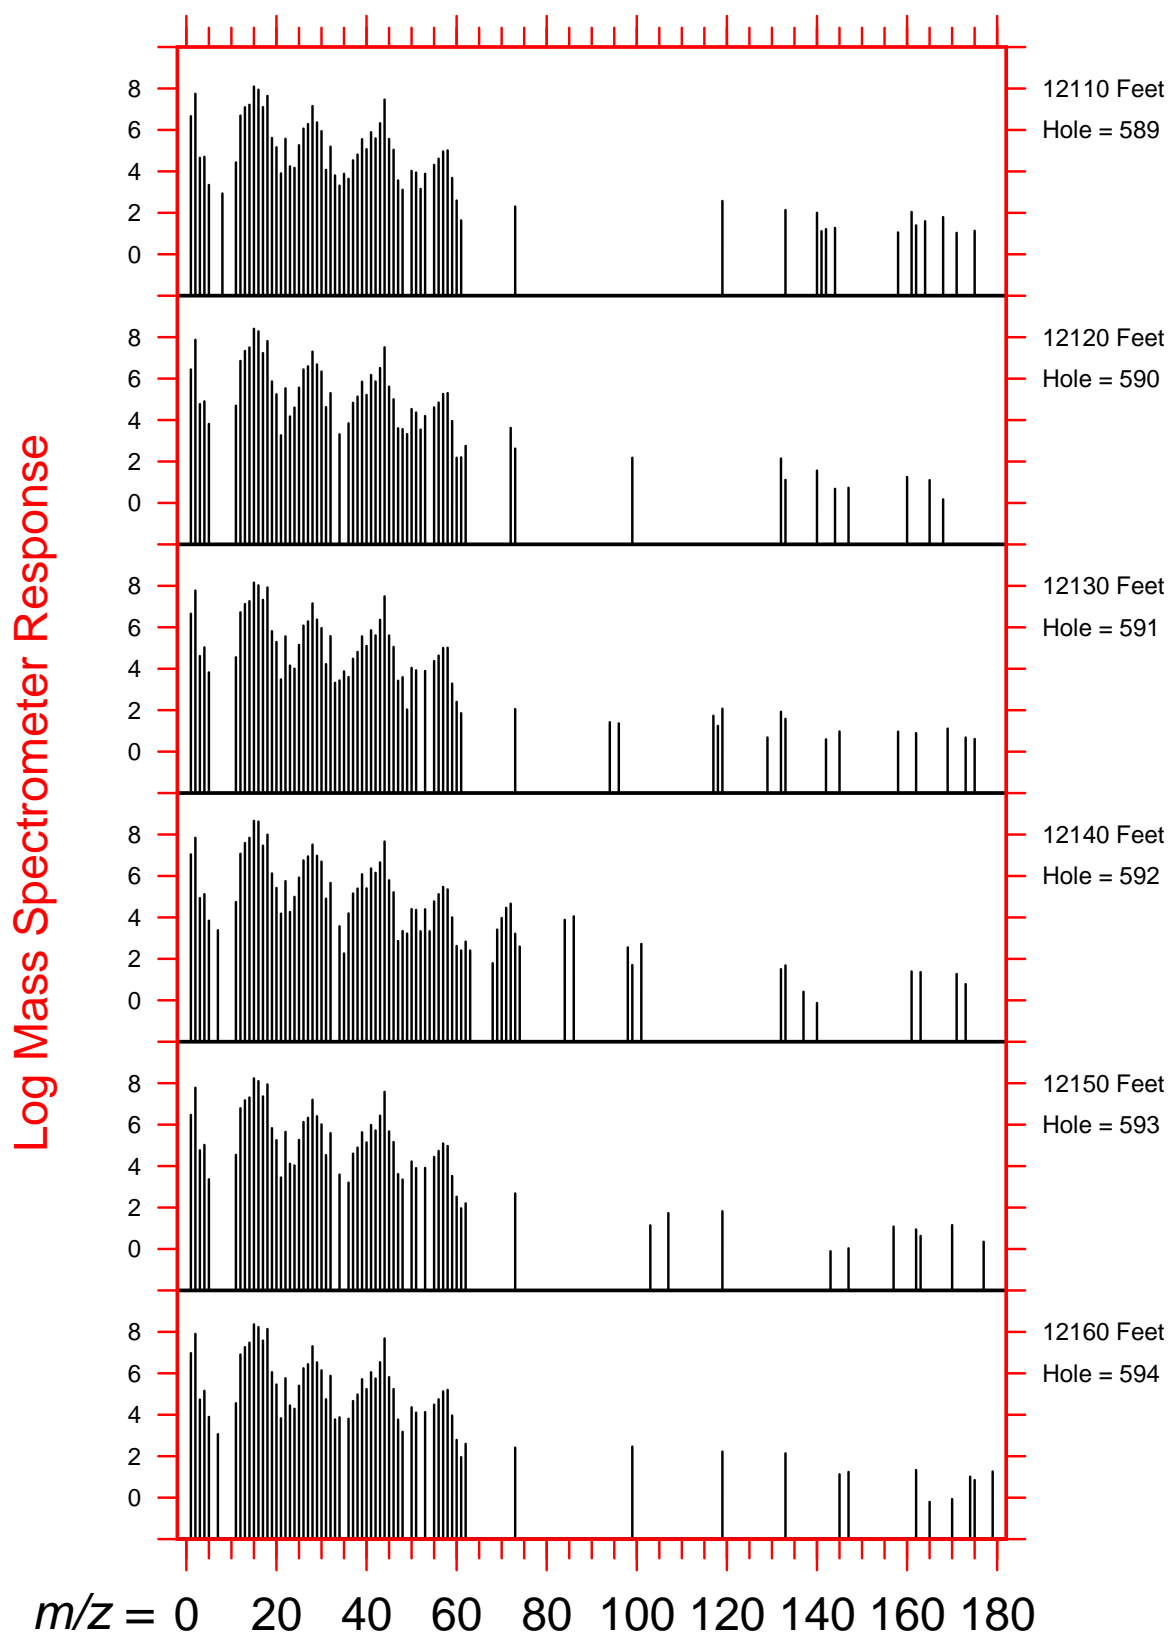 Log Mass Spectrometer Response
8 12110 Feet
6 Hole = 589
4
2
0
8 12120 Feet
6 Hole = 590
4
2
0
8 12130 Feet
6 Hole = 591
4
2
0
8 12140 Feet
6 Hole = 592
4
2
0
8 12150 Feet
6 Hole = 593
4
2
0
8 12160 Feet
6 Hole = 594
4
2
0
m/z = 0 20 40 60 80 100 120 140 160 180